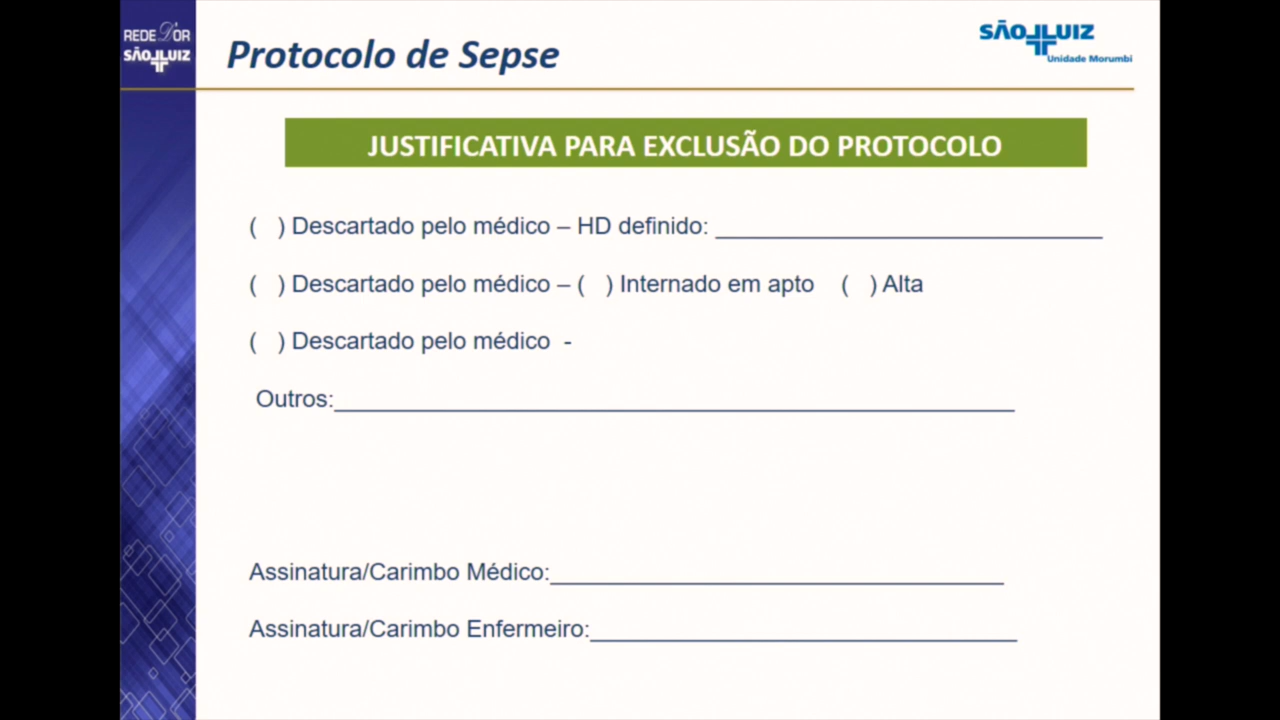 REDE D'OR
SÃO LUIZ
Protocolo de Sepse
SÃO LUIZ
Unidade Morumbi
JUSTIFICATIVA PARA EXCLUSÃO DO PROTOCOLO
(   ) Descartado pelo médico – HD definido: _____________________________
(   ) Descartado pelo médico – (   ) Internado em apto    (   ) Alta
(   ) Descartado pelo médico  -
Outros:___________________________________________________
Assinatura/Carimbo Médico:__________________________________
Assinatura/Carimbo Enfermeiro:________________________________